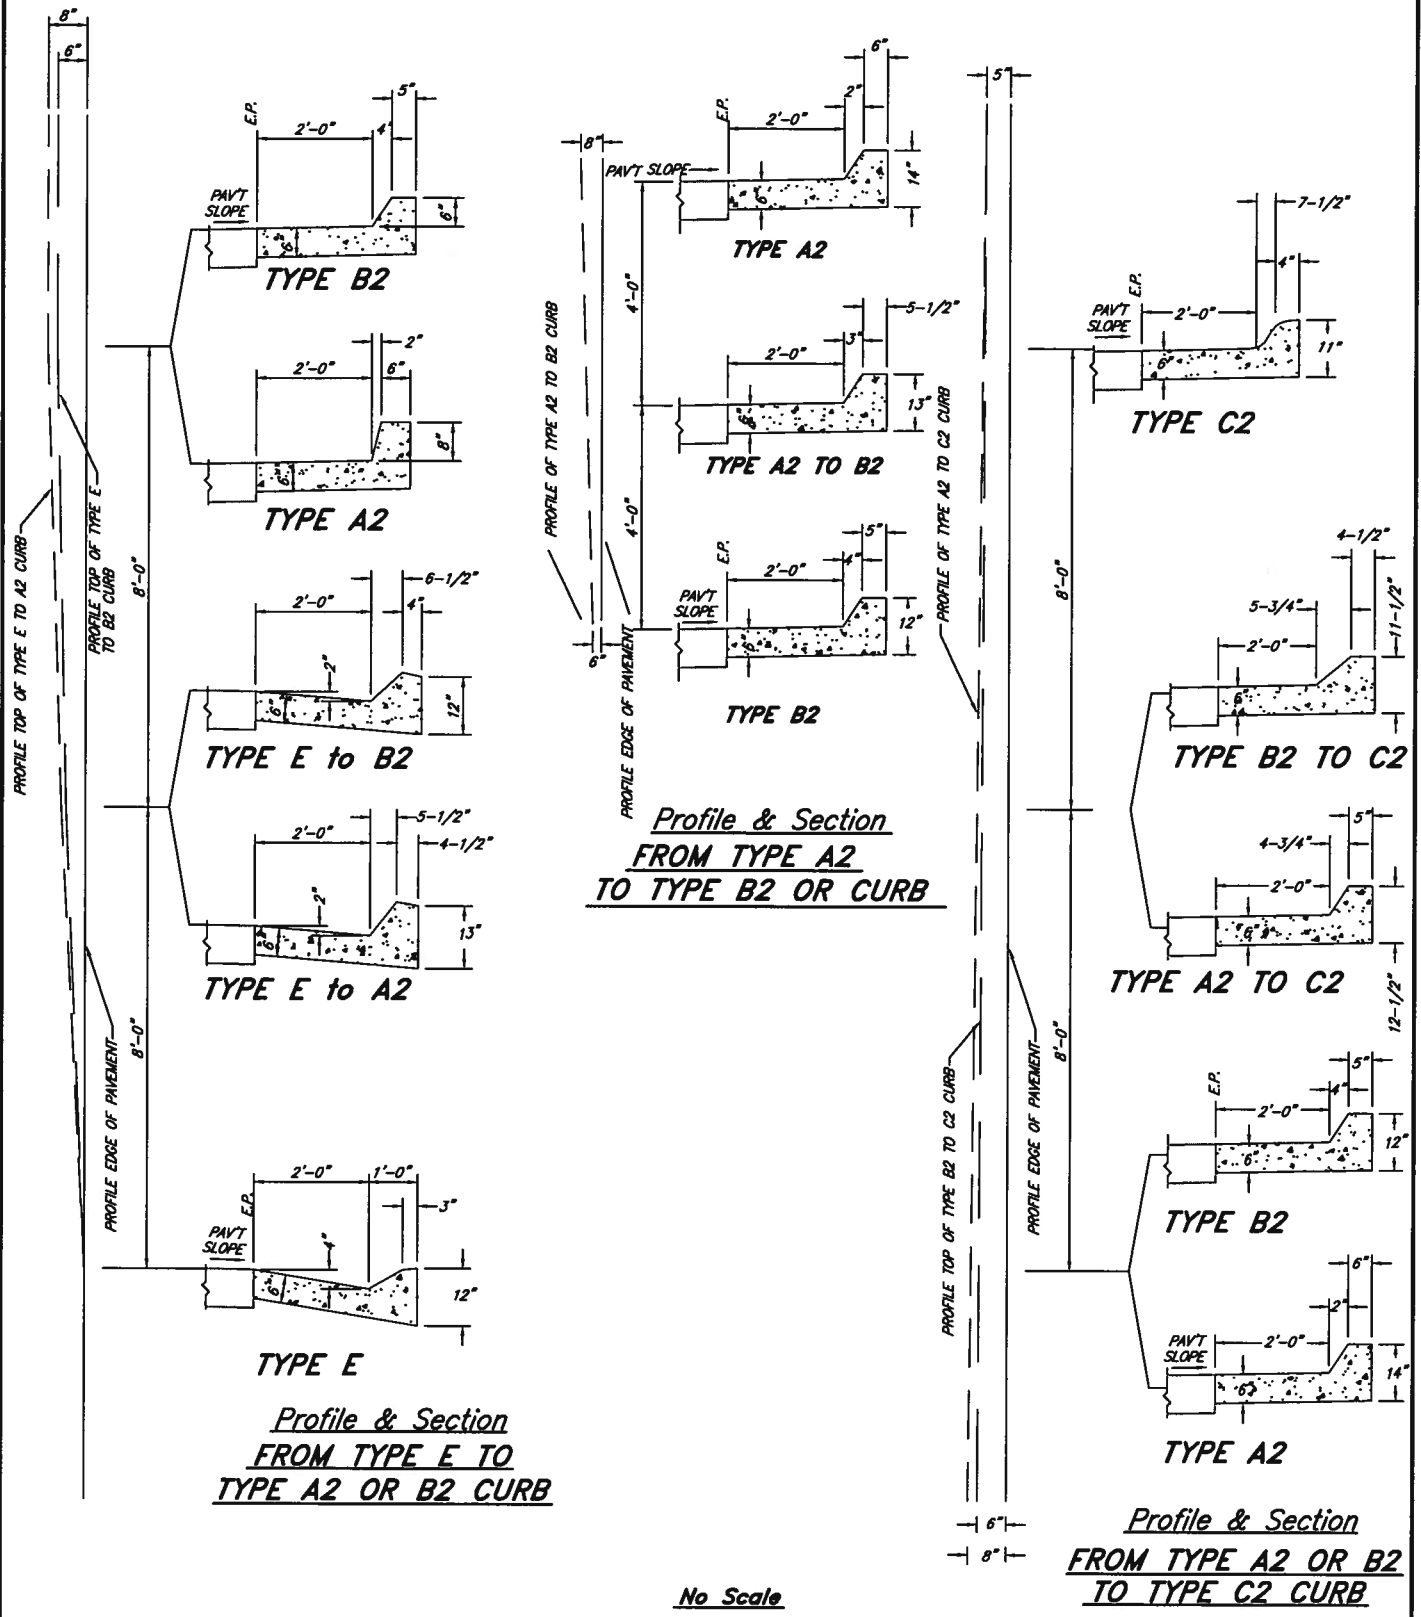 8"
6"
E.P.
2'-0"
4"
5"
PAV'T
SLOPE
6"
6"
TYPE B2
2"
2'-0"
6"
8"
6"
TYPE A2
PROFILE TOP OF TYPE E TO A2 CURB
PROFILE TOP OF TYPE E
TO B2 CURB
8'-0"
6-1/2"
2'-0"
4"
2"
6"
12"
TYPE E to B2
5-1/2"
2'-0"
4-1/2"
2"
6"
13"
TYPE E to A2
PROFILE EDGE OF PAVEMENT
8'-0"
E.P.
2'-0"
1'-0"
3"
PAV'T
SLOPE
4"
6"
12"
TYPE E
Profile & Section
FROM TYPE E TO
TYPE A2 OR B2 CURB
8"
6"
2"
E.P.
2'-0"
PAV'T SLOPE
6"
14"
TYPE A2
PROFILE OF TYPE A2 TO B2 CURB
4'-0"
5-1/2"
3"
2'-0"
6"
13"
TYPE A2 TO B2
4'-0"
5"
E.P.
4"
2'-0"
PAV'T
SLOPE
6"
12"
TYPE B2
6"
PROFILE EDGE OF PAVEMENT
Profile & Section
FROM TYPE A2
TO TYPE B2 OR CURB
5"
7-1/2"
4"
E.P.
2'-0"
PAV'T
SLOPE
6"
11"
TYPE C2
PROFILE OF TYPE A2 TO C2 CURB
8'-0"
4-1/2"
5-3/4"
2'-0"
6"
11-1/2"
TYPE B2 TO C2
5"
4-3/4"
2'-0"
6"
12-1/2"
TYPE A2 TO C2
PROFILE TOP OF TYPE B2 TO C2 CURB
PROFILE EDGE OF PAVEMENT
8'-0"
5"
E.P.
4"
2'-0"
6"
12"
TYPE B2
6"
2"
PAV'T
SLOPE
2'-0"
6"
14"
TYPE A2
6"
8"
Profile & Section
FROM TYPE A2 OR B2
TO TYPE C2 CURB
No Scale